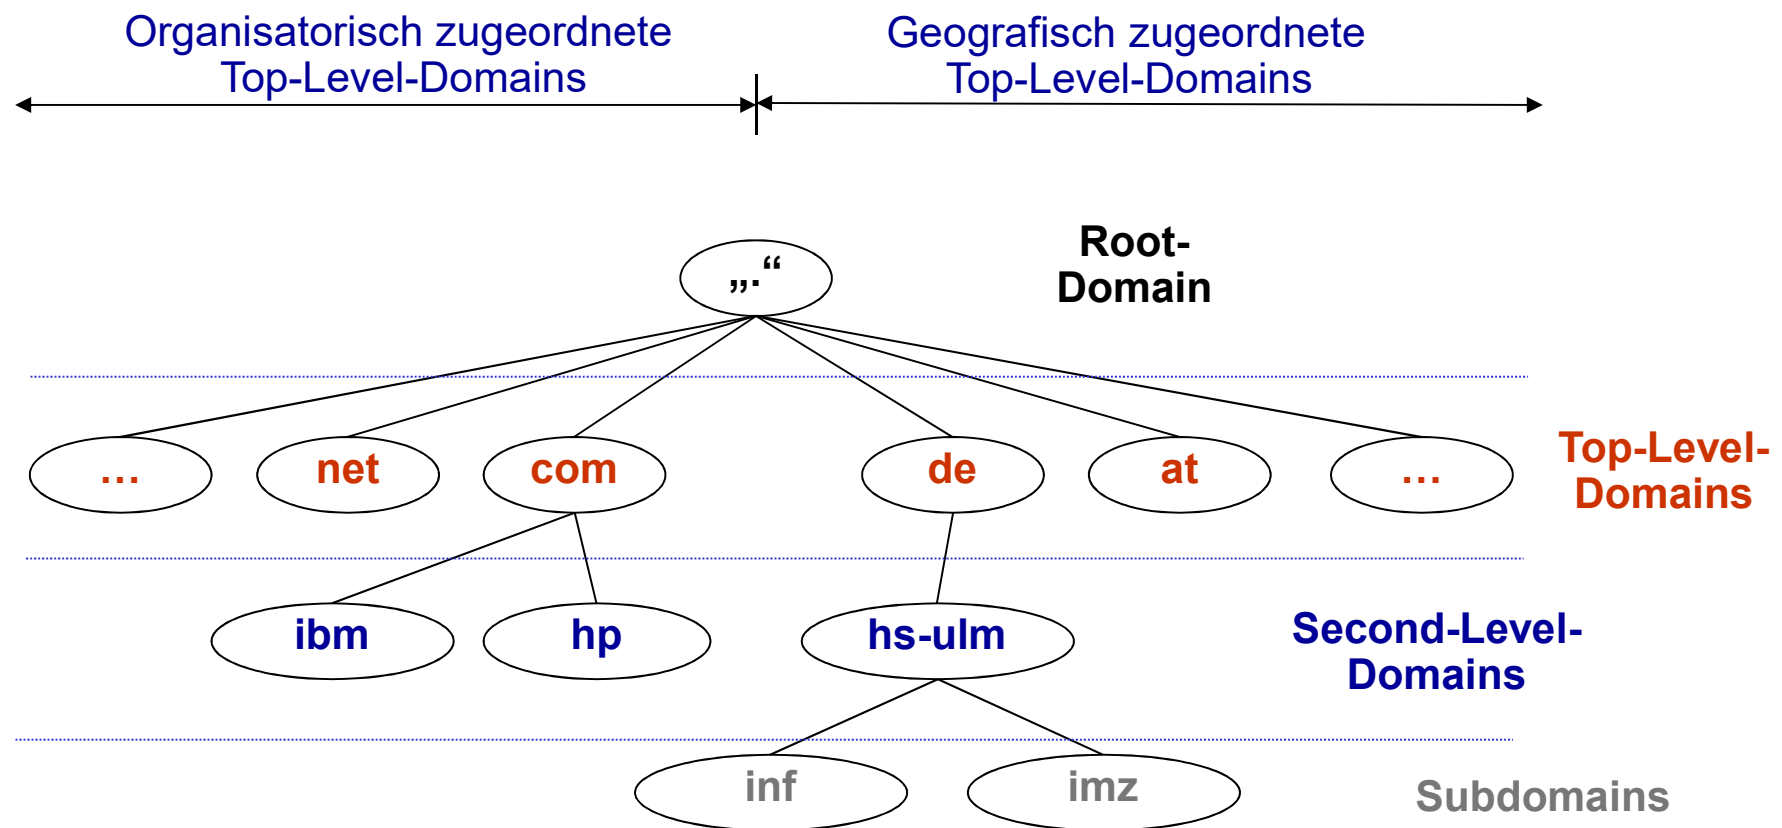 Organisatorisch zugeordnete
Top-Level-Domains
Geografisch zugeordnete
Top-Level-Domains
„.“
Root-
Domain
…
net
com
de
at
…
Top-Level-
Domains
ibm
hp
hs-ulm
Second-Level-
Domains
inf
imz
Subdomains